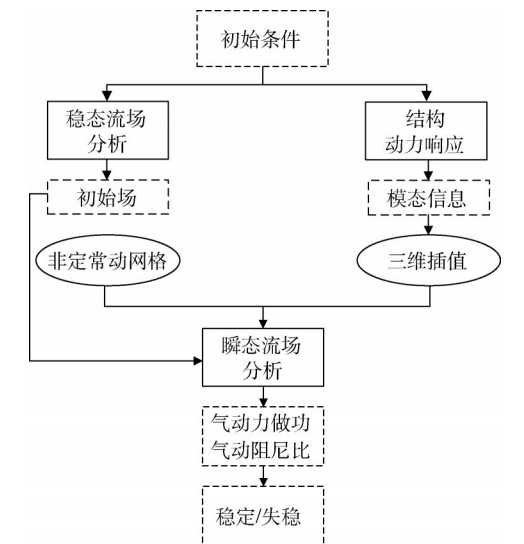 初始条件
稳态流场
分析
结构
动力响应
初始场
模态信息
非定常动网格
三维插值
瞬态流场
分析
气动力做功
气动阻尼比
稳定/失稳